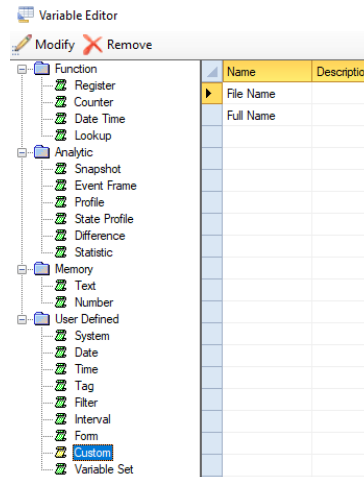 Variable Editor
Modify Remove
Function
Register
Counter
Date Time
Lookup
Analytic
Snapshot
Event Frame
Profile
State Profile
Difference
Statistic
Memory
Text
Number
User Defined
System
Date
Time
Tag
Filter
Interval
Form
Custom
Variable Set
Name Descriptio
File Name
Full Name